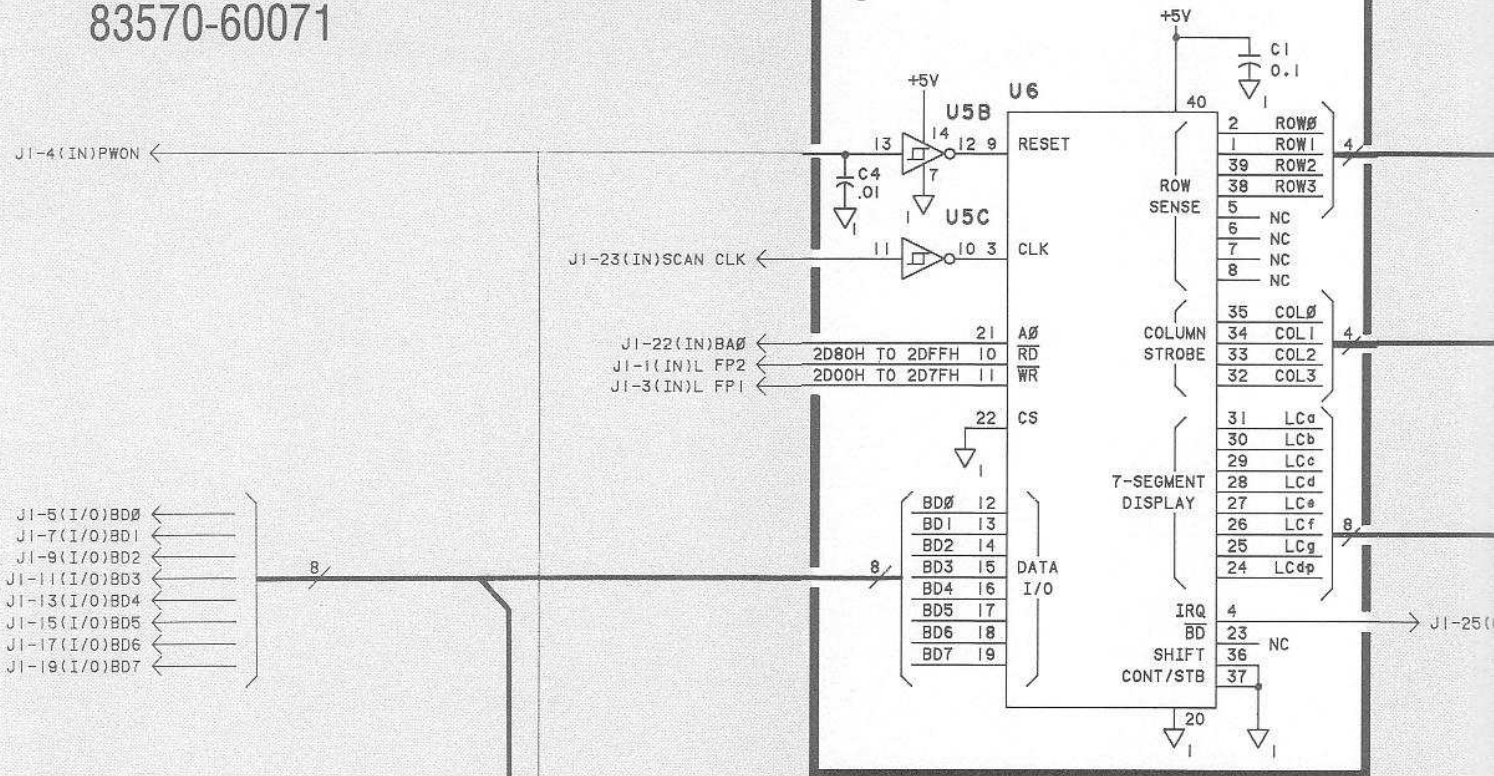 83570-60071
+5V
C1
0.1
1
+5V
U6
40
U5B
14
J1-4(IN)PWON
13
12 9
RESET
7
C4
.01
1
1
U5C
J1-23(IN)SCAN CLK
11
10 3
CLK
ROW
SENSE
2 ROWØ
1 ROW1
39 ROW2
38 ROW3
4
5 NC
6 NC
7 NC
8 NC
J1-22(IN)BAØ
21 AØ
J1-1(IN)L FP2
2D80H TO 2DFFH 10 RD
J1-3(IN)L FP1
2D00H TO 2D7FH 11 WR
COLUMN
STROBE
35 COLØ
34 COL1
33 COL2
32 COL3
4
22 CS
1
7-SEGMENT
DISPLAY
31 LCa
30 LCb
29 LCc
28 LCd
27 LCe
26 LCf
25 LCg
24 LCdp
8
J1-5(I/O)BDØ
J1-7(I/O)BD1
J1-9(I/O)BD2
J1-11(I/O)BD3
J1-13(I/O)BD4
J1-15(I/O)BD5
J1-17(I/O)BD6
J1-19(I/O)BD7
8
8
BDØ 12
BD1 13
BD2 14
BD3 15
BD4 16
BD5 17
BD6 18
BD7 19
DATA
I/O
IRQ 4
J1-25(
BD 23 NC
SHIFT 36
CONT/STB 37
20
1
1